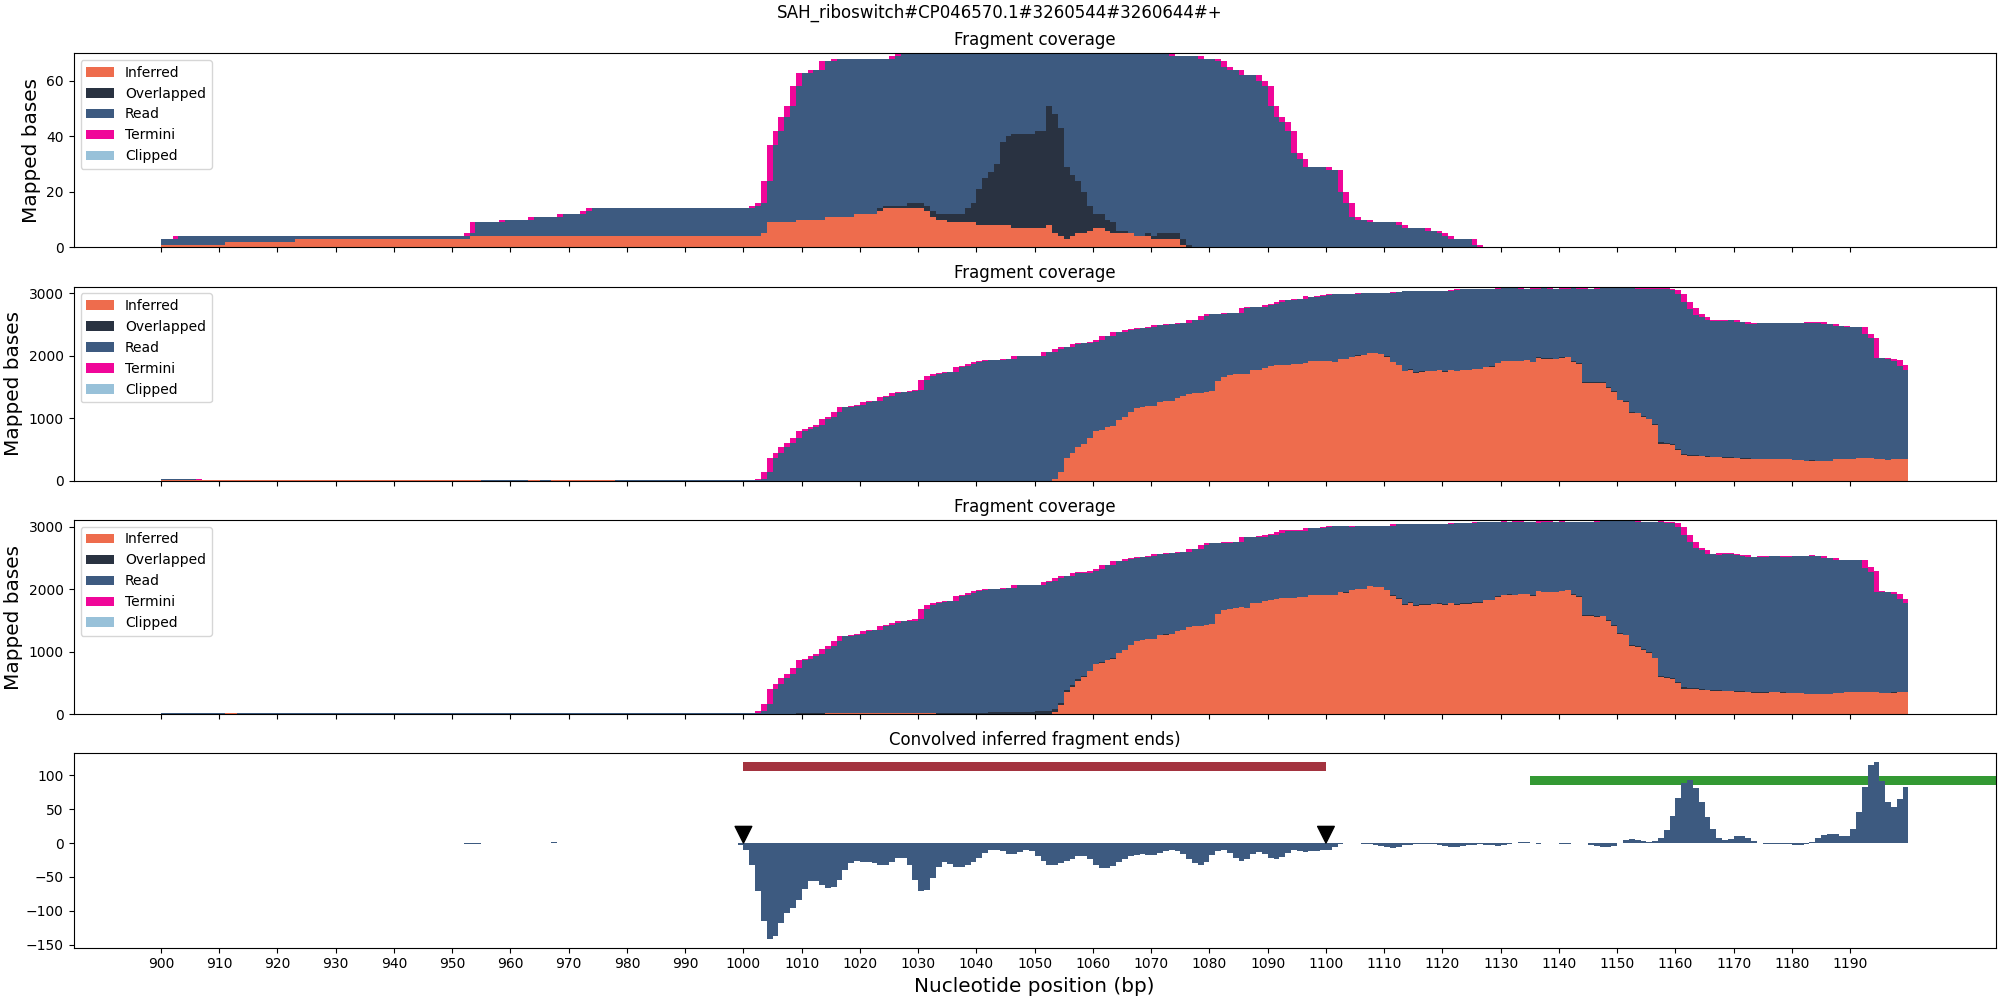 SAH_riboswitch#CP046570.1#3260544#3260644#+
Fragment coverage
Mapped bases
60
40
20
0
Inferred
Overlapped
Read
Termini
Clipped
Fragment coverage
Mapped bases
3000
2000
1000
0
Inferred
Overlapped
Read
Termini
Clipped
Fragment coverage
Mapped bases
3000
2000
1000
0
Inferred
Overlapped
Read
Termini
Clipped
Convolved inferred fragment ends)
100
50
0
−50
−100
−150
900 910 920 930 940 950 960 970 980 990 1000 1010 1020 1030 1040 1050 1060 1070 1080 1090 1100 1110 1120 1130 1140 1150 1160 1170 1180 1190
Nucleotide position (bp)